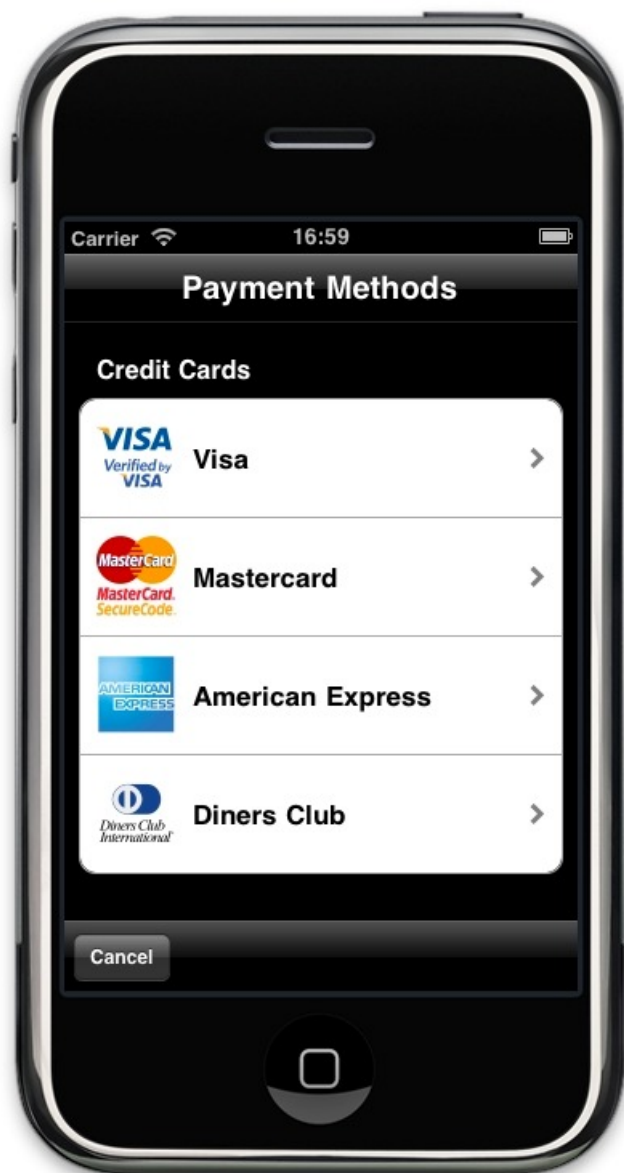 Carrier 16:59
Payment Methods
Credit Cards
VISA
Verified by
VISA
Visa
MasterCard
MasterCard.
SecureCode.
Mastercard
AMERICAN
EXPRESS
American Express
Diners Club
International
Diners Club
Cancel